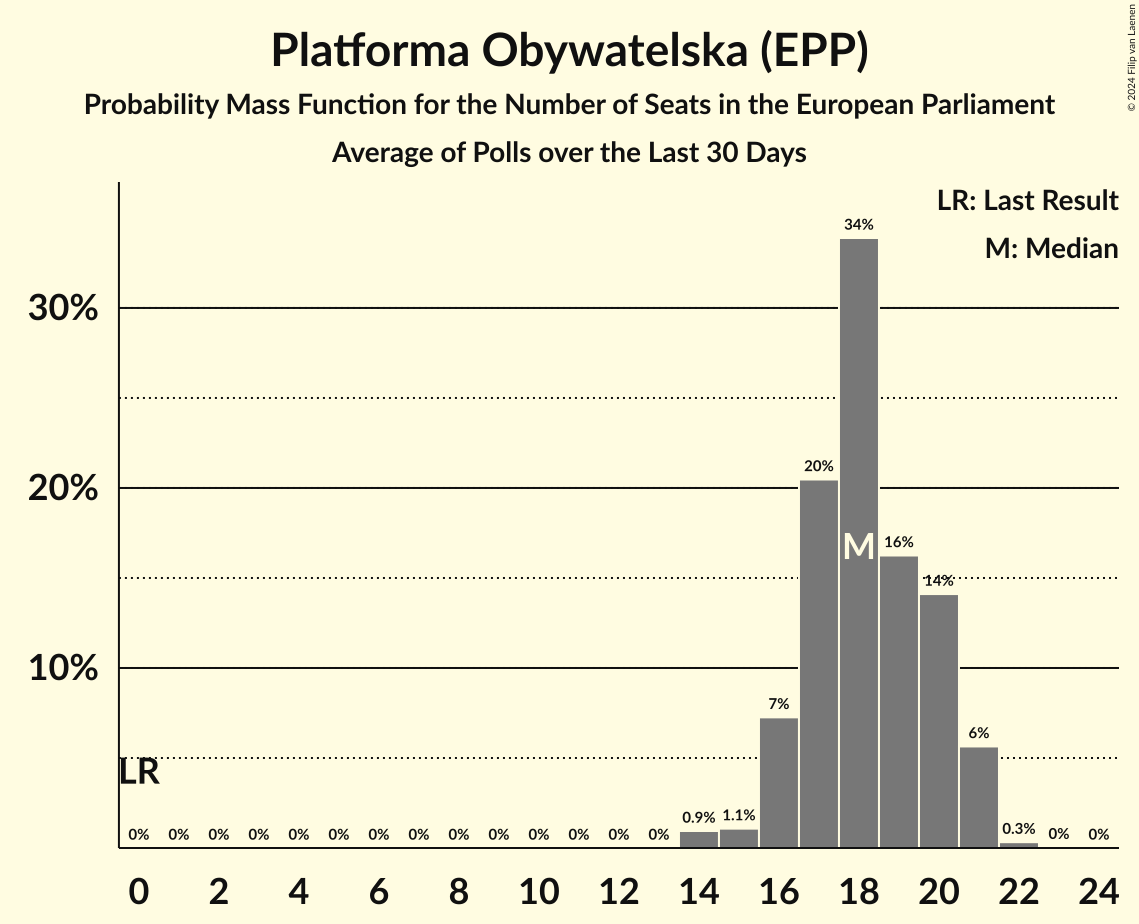 Platforma Obywatelska (EPP)
Probability Mass Function for the Number of Seats in the European Parliament
Average of Polls over the Last 30 Days
© 2024 Filip van Laenen
LR: Last Result
M: Median
34%
30%
20%
20%
M
16%
14%
10%
7%
6%
LR
0% 0% 0% 0% 0% 0% 0% 0% 0% 0% 0% 0% 0% 0% 0.9% 1.1% 0.3% 0% 0%
0 2 4 6 8 10 12 14 16 18 20 22 24